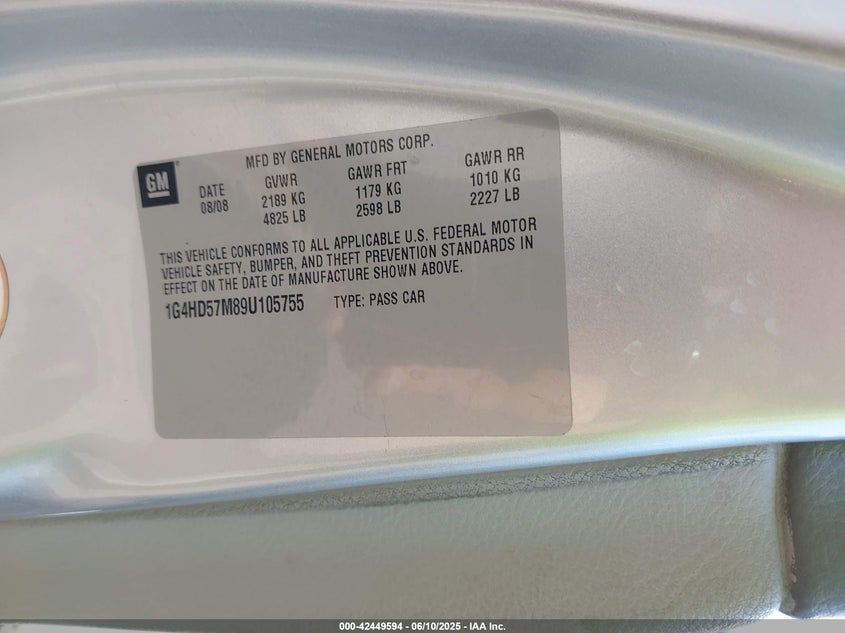 GM
MFD BY GENERAL MOTORS CORP.
DATE GVWR GAWR FRT GAWR RR
08/08 2189 KG 1179 KG 1010 KG
4825 LB 2598 LB 2227 LB
THIS VEHICLE CONFORMS TO ALL APPLICABLE U.S. FEDERAL MOTOR
VEHICLE SAFETY, BUMPER, AND THEFT PREVENTION STANDARDS IN
EFFECT ON THE DATE OF MANUFACTURE SHOWN ABOVE.
1G4HD57M89U105755 TYPE: PASS CAR
000-42449594 - 06/10/2025 - IAA Inc.